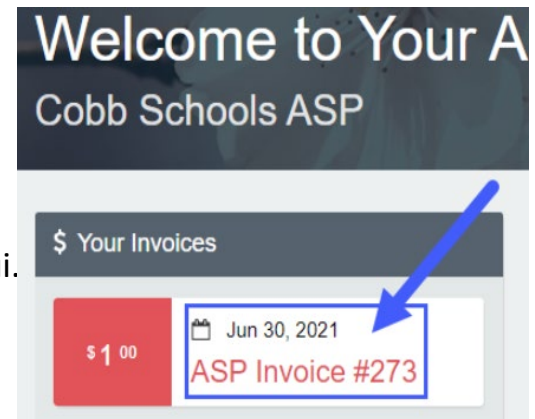 Welcome to Your A
Cobb Schools ASP
$ Your Invoices
i.
$1 00
Jun 30, 2021
ASP Invoice #273